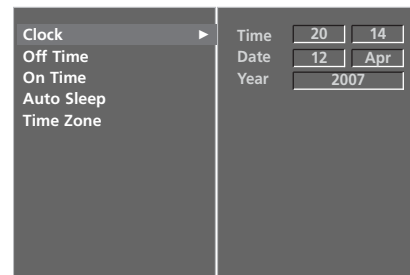 Clock ►
Off Time
On Time
Auto Sleep
Time Zone
Time 20 14
Date 12 Apr
Year 2007